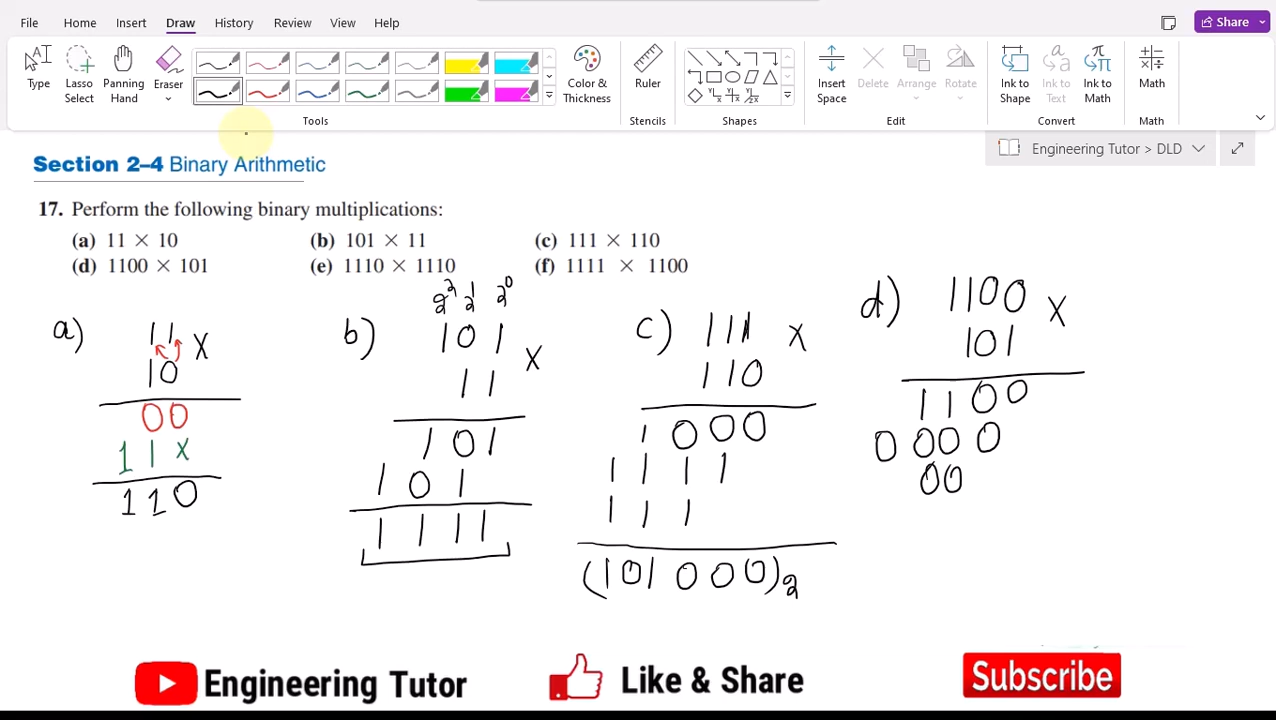 File Home Insert Draw History Review View Help
Share
Type
Lasso Select
Panning Hand
Eraser
Color & Thickness
Ruler
Insert Space
Delete
Arrange
Rotate
Ink to Shape
Ink to Text
Ink to Math
Math
Tools
Stencils
Shapes
Edit
Convert
Math
Engineering Tutor > DLD
Section 2–4 Binary Arithmetic
17. Perform the following binary multiplications:
(a) 11 × 10 (b) 101 × 11 (c) 111 × 110
(d) 1100 × 101 (e) 1110 × 1110 (f) 1111 × 1100
a) 11 X
10
00
11 X
110
2² 2¹ 2⁰
b) 101 X
11
101
101
1111
c) 111 X
110
1000
1111
111
(101000)₂
d) 1100 X
101
1100
0000
00
Engineering Tutor
Like & Share
Subscribe